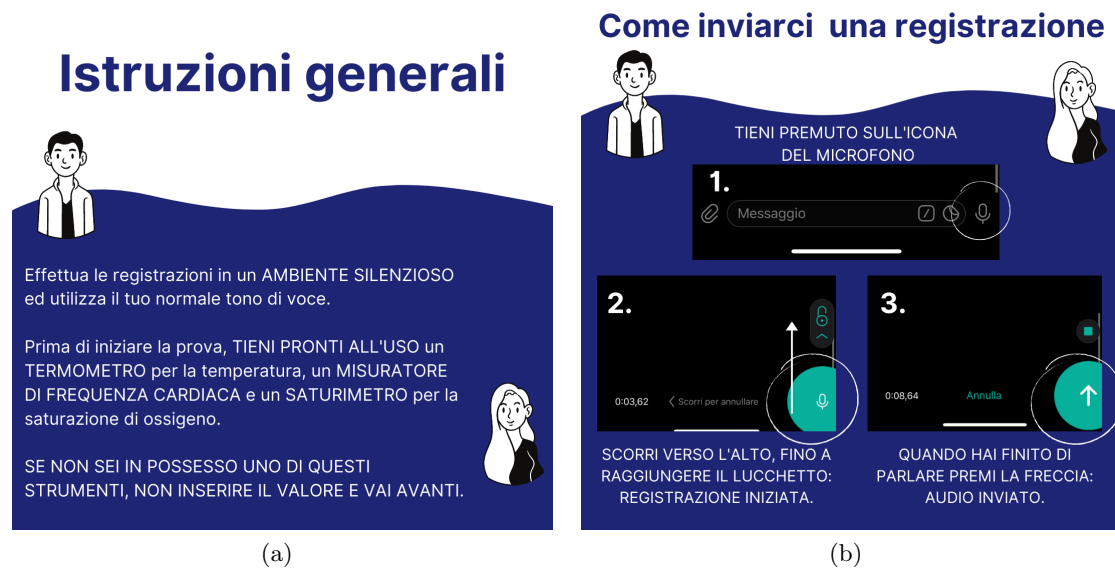 Istruzioni generali
Effettua le registrazioni in un AMBIENTE SILENZIOSO
ed utilizza il tuo normale tono di voce.
Prima di iniziare la prova, TIENI PRONTI ALL'USO un
TERMOMETRO per la temperatura, un MISURATORE
DI FREQUENZA CARDIACA e un SATURIMETRO per la
saturazione di ossigeno.
SE NON SEI IN POSSESSO UNO DI QUESTI
STRUMENTI, NON INSERIRE IL VALORE E VAI AVANTI.
(a)
Come inviarci una registrazione
TIENI PREMUTO SULL'ICONA
DEL MICROFONO
1.
Messaggio
2.
0:03,62
Scorri per annullare
SCORRI VERSO L'ALTO, FINO A
RAGGIUNGERE IL LUCCHETTO:
REGISTRAZIONE INIZIATA.
3.
0:08,64
Annulla
QUANDO HAI FINITO DI
PARLARE PREMI LA FRECCIA:
AUDIO INVIATO.
(b)